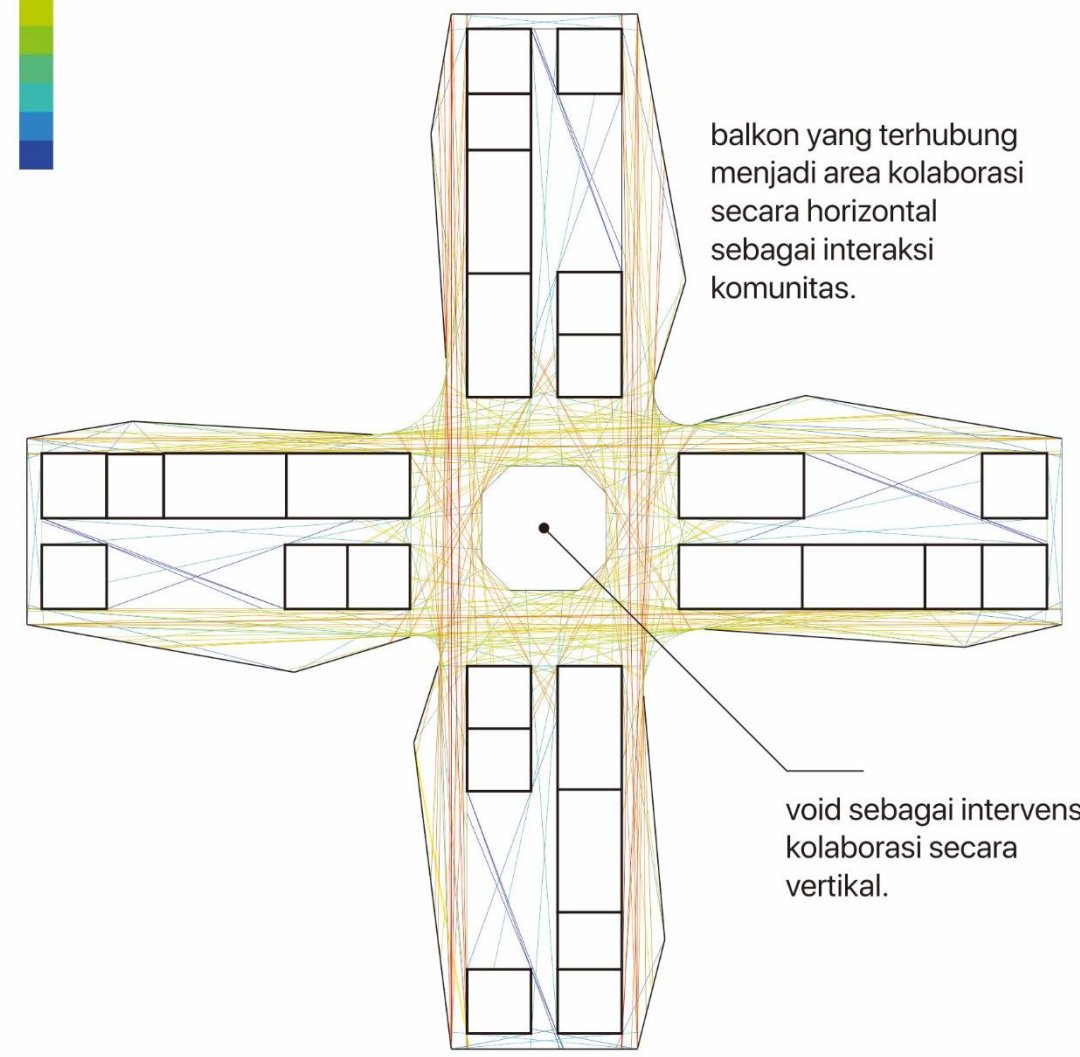 balkon yang terhubung
menjadi area kolaborasi
secara horizontal
sebagai interaksi
komunitas.
void sebagai intervens
kolaborasi secara
vertikal.